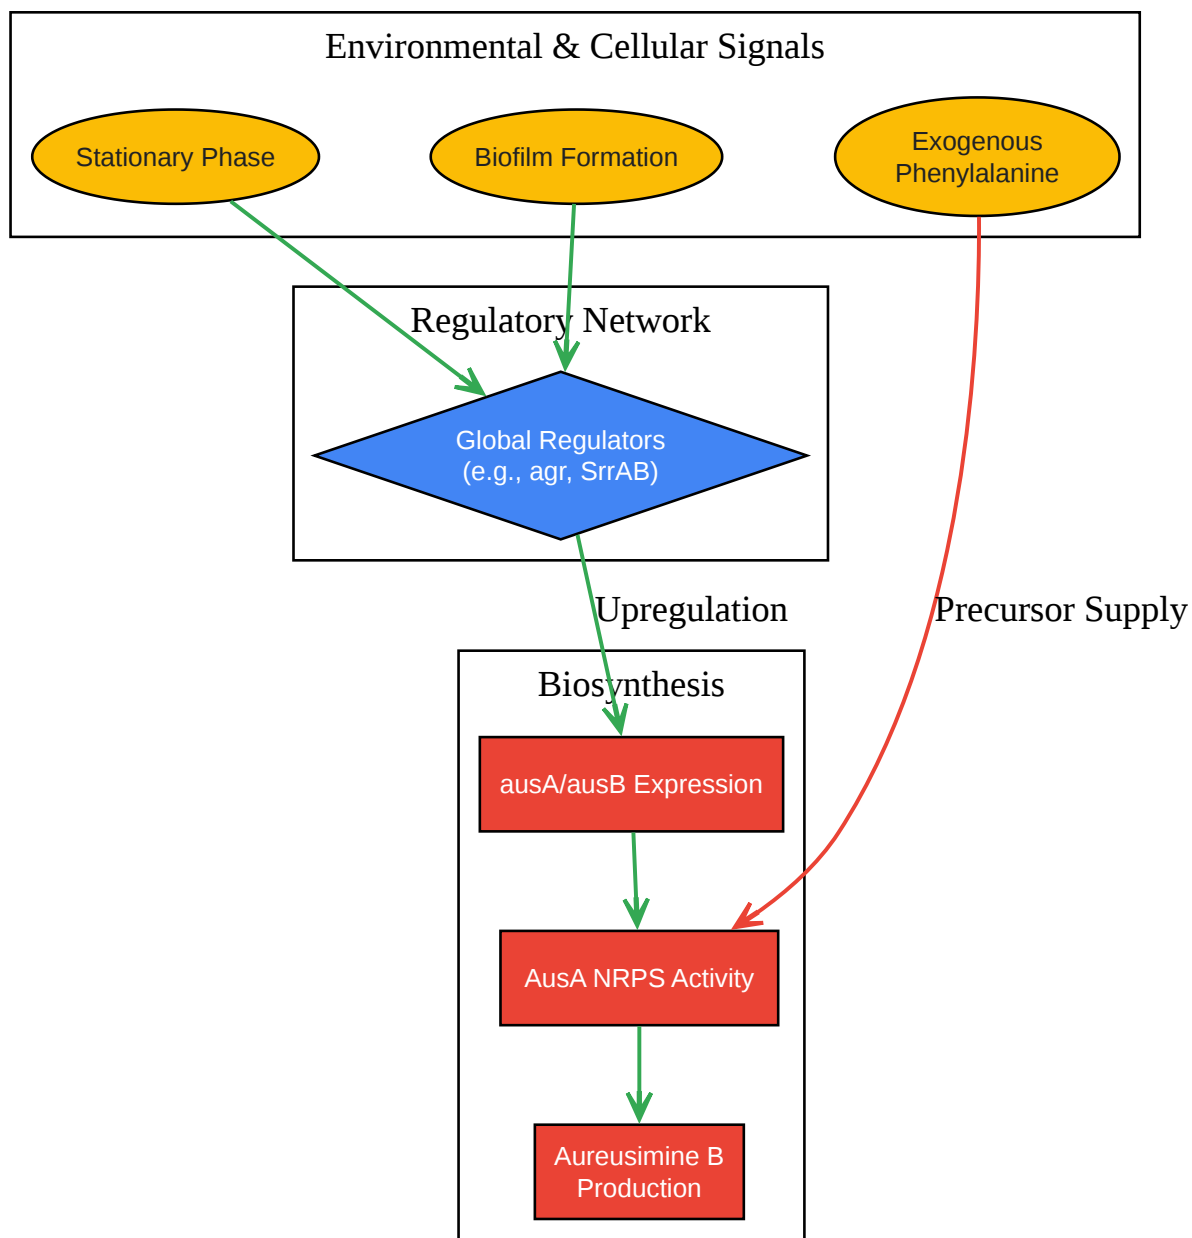 Environmental & Cellular Signals
Stationary Phase
Biofilm Formation
Exogenous
Phenylalanine
Regulatory Network
Global Regulators
(e.g., agr, SrrAB)
Upregulation
Precursor Supply
Biosynthesis
ausA/ausB Expression
AusA NRPS Activity
Aureusimine B
Production